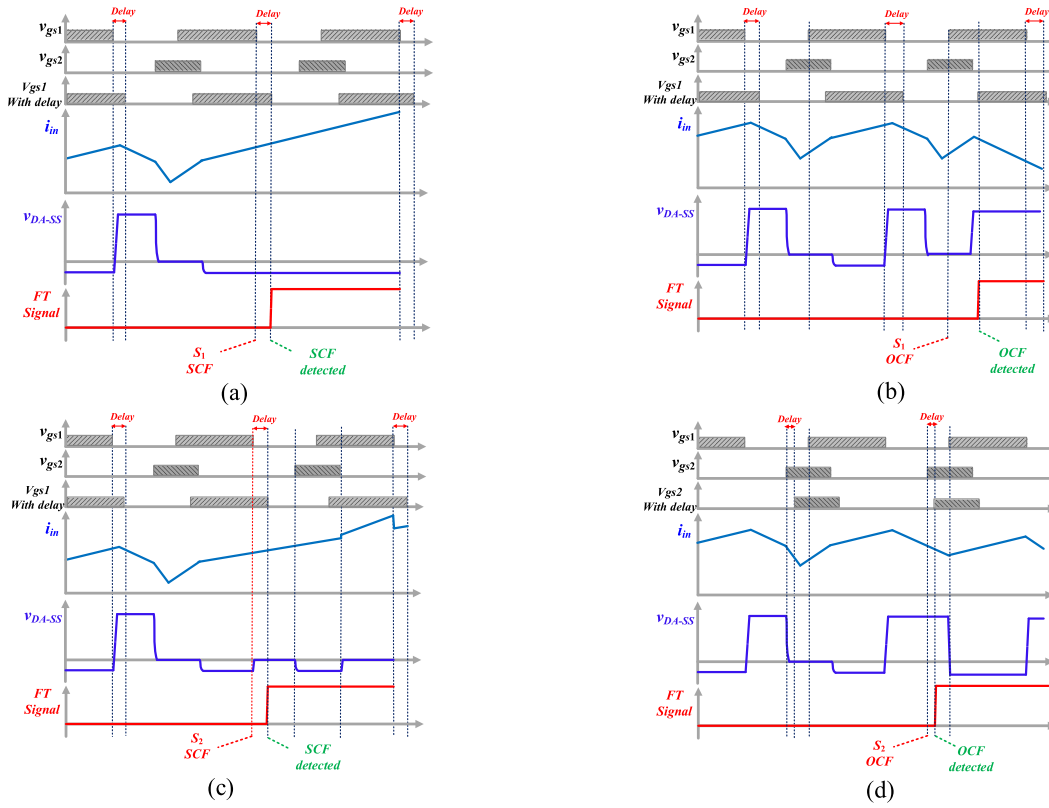 Delay
Delay
Delay
vgs1
vgs2
Vgs1
With delay
iin
vDA-SS
FT
Signal
S1
SCF
SCF
detected
(a)
Delay
Delay
Delay
vgs1
vgs2
Vgs1
With delay
iin
vDA-SS
FT
Signal
S1
OCF
OCF
detected
(b)
Delay
Delay
Delay
vgs1
vgs2
Vgs1
With delay
iin
vDA-SS
FT
Signal
S2
SCF
SCF
detected
(c)
Delay
Delay
vgs1
vgs2
Vgs2
With delay
iin
vDA-SS
FT
Signal
S2
OCF
OCF
detected
(d)